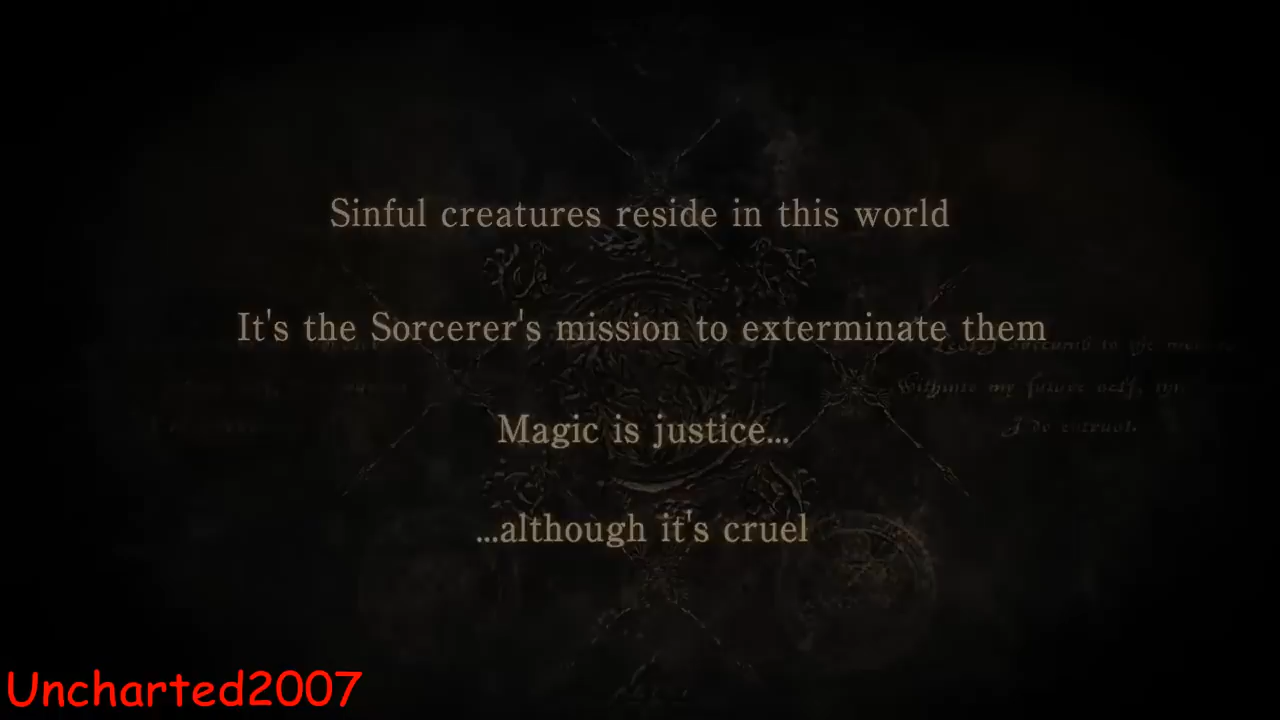 Sinful creatures reside in this world
It's the Sorcerer's mission to exterminate them
Magic is justice...
...although it's cruel
Uncharted2007